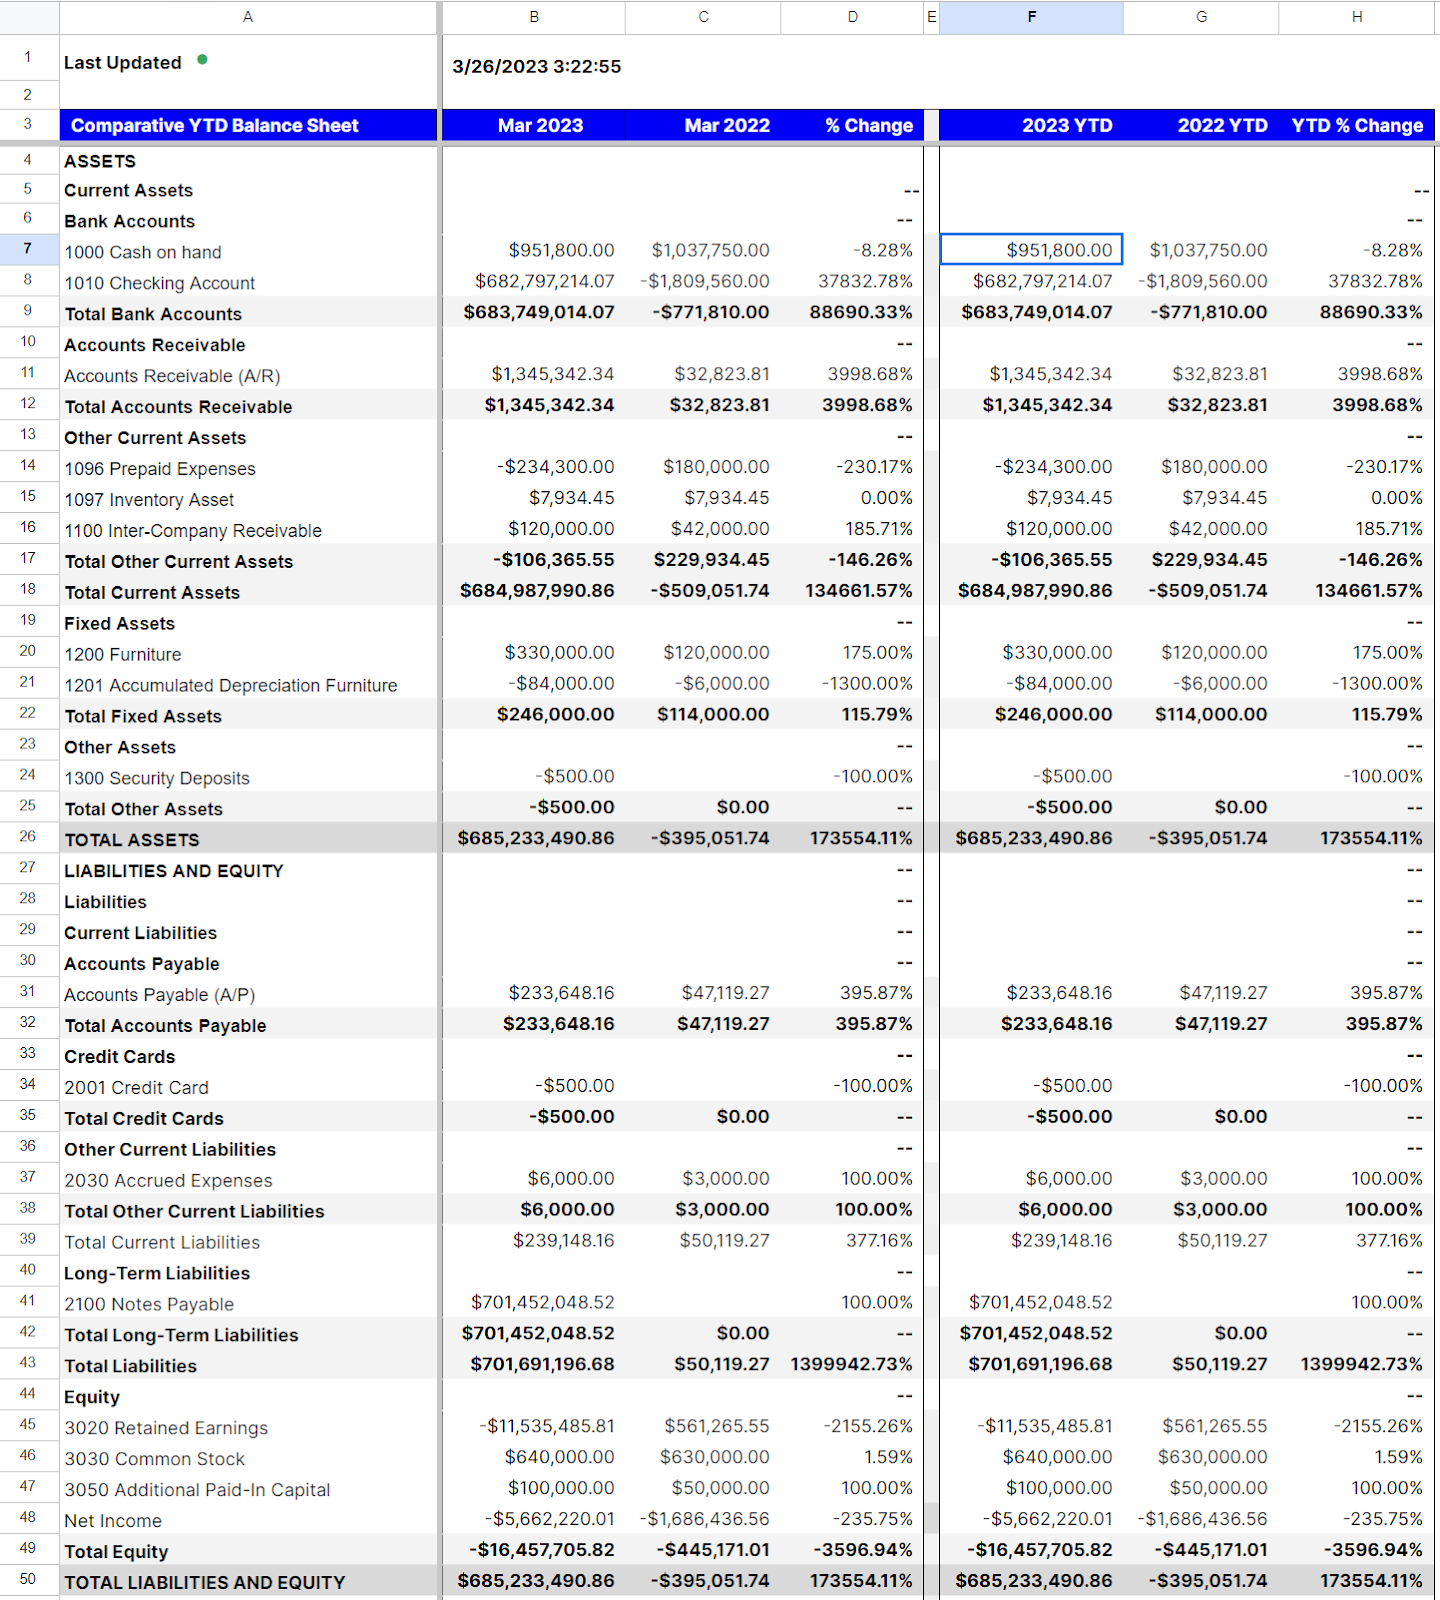 A B C D E F G H
1 Last Updated 3/26/2023 3:22:55
2
3 Comparative YTD Balance Sheet Mar 2023 Mar 2022 % Change 2023 YTD 2022 YTD YTD % Change
4 ASSETS
5 Current Assets -- --
6 Bank Accounts -- --
7 1000 Cash on hand $951,800.00 $1,037,750.00 -8.28% $951,800.00 $1,037,750.00 -8.28%
8 1010 Checking Account $682,797,214.07 -$1,809,560.00 37832.78% $682,797,214.07 -$1,809,560.00 37832.78%
9 Total Bank Accounts $683,749,014.07 -$771,810.00 88690.33% $683,749,014.07 -$771,810.00 88690.33%
10 Accounts Receivable -- --
11 Accounts Receivable (A/R) $1,345,342.34 $32,823.81 3998.68% $1,345,342.34 $32,823.81 3998.68%
12 Total Accounts Receivable $1,345,342.34 $32,823.81 3998.68% $1,345,342.34 $32,823.81 3998.68%
13 Other Current Assets -- --
14 1096 Prepaid Expenses -$234,300.00 $180,000.00 -230.17% -$234,300.00 $180,000.00 -230.17%
15 1097 Inventory Asset $7,934.45 $7,934.45 0.00% $7,934.45 $7,934.45 0.00%
16 1100 Inter-Company Receivable $120,000.00 $42,000.00 185.71% $120,000.00 $42,000.00 185.71%
17 Total Other Current Assets -$106,365.55 $229,934.45 -146.26% -$106,365.55 $229,934.45 -146.26%
18 Total Current Assets $684,987,990.86 -$509,051.74 134661.57% $684,987,990.86 -$509,051.74 134661.57%
19 Fixed Assets -- --
20 1200 Furniture $330,000.00 $120,000.00 175.00% $330,000.00 $120,000.00 175.00%
21 1201 Accumulated Depreciation Furniture -$84,000.00 -$6,000.00 -1300.00% -$84,000.00 -$6,000.00 -1300.00%
22 Total Fixed Assets $246,000.00 $114,000.00 115.79% $246,000.00 $114,000.00 115.79%
23 Other Assets -- --
24 1300 Security Deposits -$500.00 -100.00% -$500.00 -100.00%
25 Total Other Assets -$500.00 $0.00 -- -$500.00 $0.00 --
26 TOTAL ASSETS $685,233,490.86 -$395,051.74 173554.11% $685,233,490.86 -$395,051.74 173554.11%
27 LIABILITIES AND EQUITY -- --
28 Liabilities -- --
29 Current Liabilities -- --
30 Accounts Payable -- --
31 Accounts Payable (A/P) $233,648.16 $47,119.27 395.87% $233,648.16 $47,119.27 395.87%
32 Total Accounts Payable $233,648.16 $47,119.27 395.87% $233,648.16 $47,119.27 395.87%
33 Credit Cards -- --
34 2001 Credit Card -$500.00 -100.00% -$500.00 -100.00%
35 Total Credit Cards -$500.00 $0.00 -- -$500.00 $0.00 --
36 Other Current Liabilities -- --
37 2030 Accrued Expenses $6,000.00 $3,000.00 100.00% $6,000.00 $3,000.00 100.00%
38 Total Other Current Liabilities $6,000.00 $3,000.00 100.00% $6,000.00 $3,000.00 100.00%
39 Total Current Liabilities $239,148.16 $50,119.27 377.16% $239,148.16 $50,119.27 377.16%
40 Long-Term Liabilities -- --
41 2100 Notes Payable $701,452,048.52 100.00% $701,452,048.52 100.00%
42 Total Long-Term Liabilities $701,452,048.52 $0.00 -- $701,452,048.52 $0.00 --
43 Total Liabilities $701,691,196.68 $50,119.27 1399942.73% $701,691,196.68 $50,119.27 1399942.73%
44 Equity -- --
45 3020 Retained Earnings -$11,535,485.81 $561,265.55 -2155.26% -$11,535,485.81 $561,265.55 -2155.26%
46 3030 Common Stock $640,000.00 $630,000.00 1.59% $640,000.00 $630,000.00 1.59%
47 3050 Additional Paid-In Capital $100,000.00 $50,000.00 100.00% $100,000.00 $50,000.00 100.00%
48 Net Income -$5,662,220.01 -$1,686,436.56 -235.75% -$5,662,220.01 -$1,686,436.56 -235.75%
49 Total Equity -$16,457,705.82 -$445,171.01 -3596.94% -$16,457,705.82 -$445,171.01 -3596.94%
50 TOTAL LIABILITIES AND EQUITY $685,233,490.86 -$395,051.74 173554.11% $685,233,490.86 -$395,051.74 173554.11%